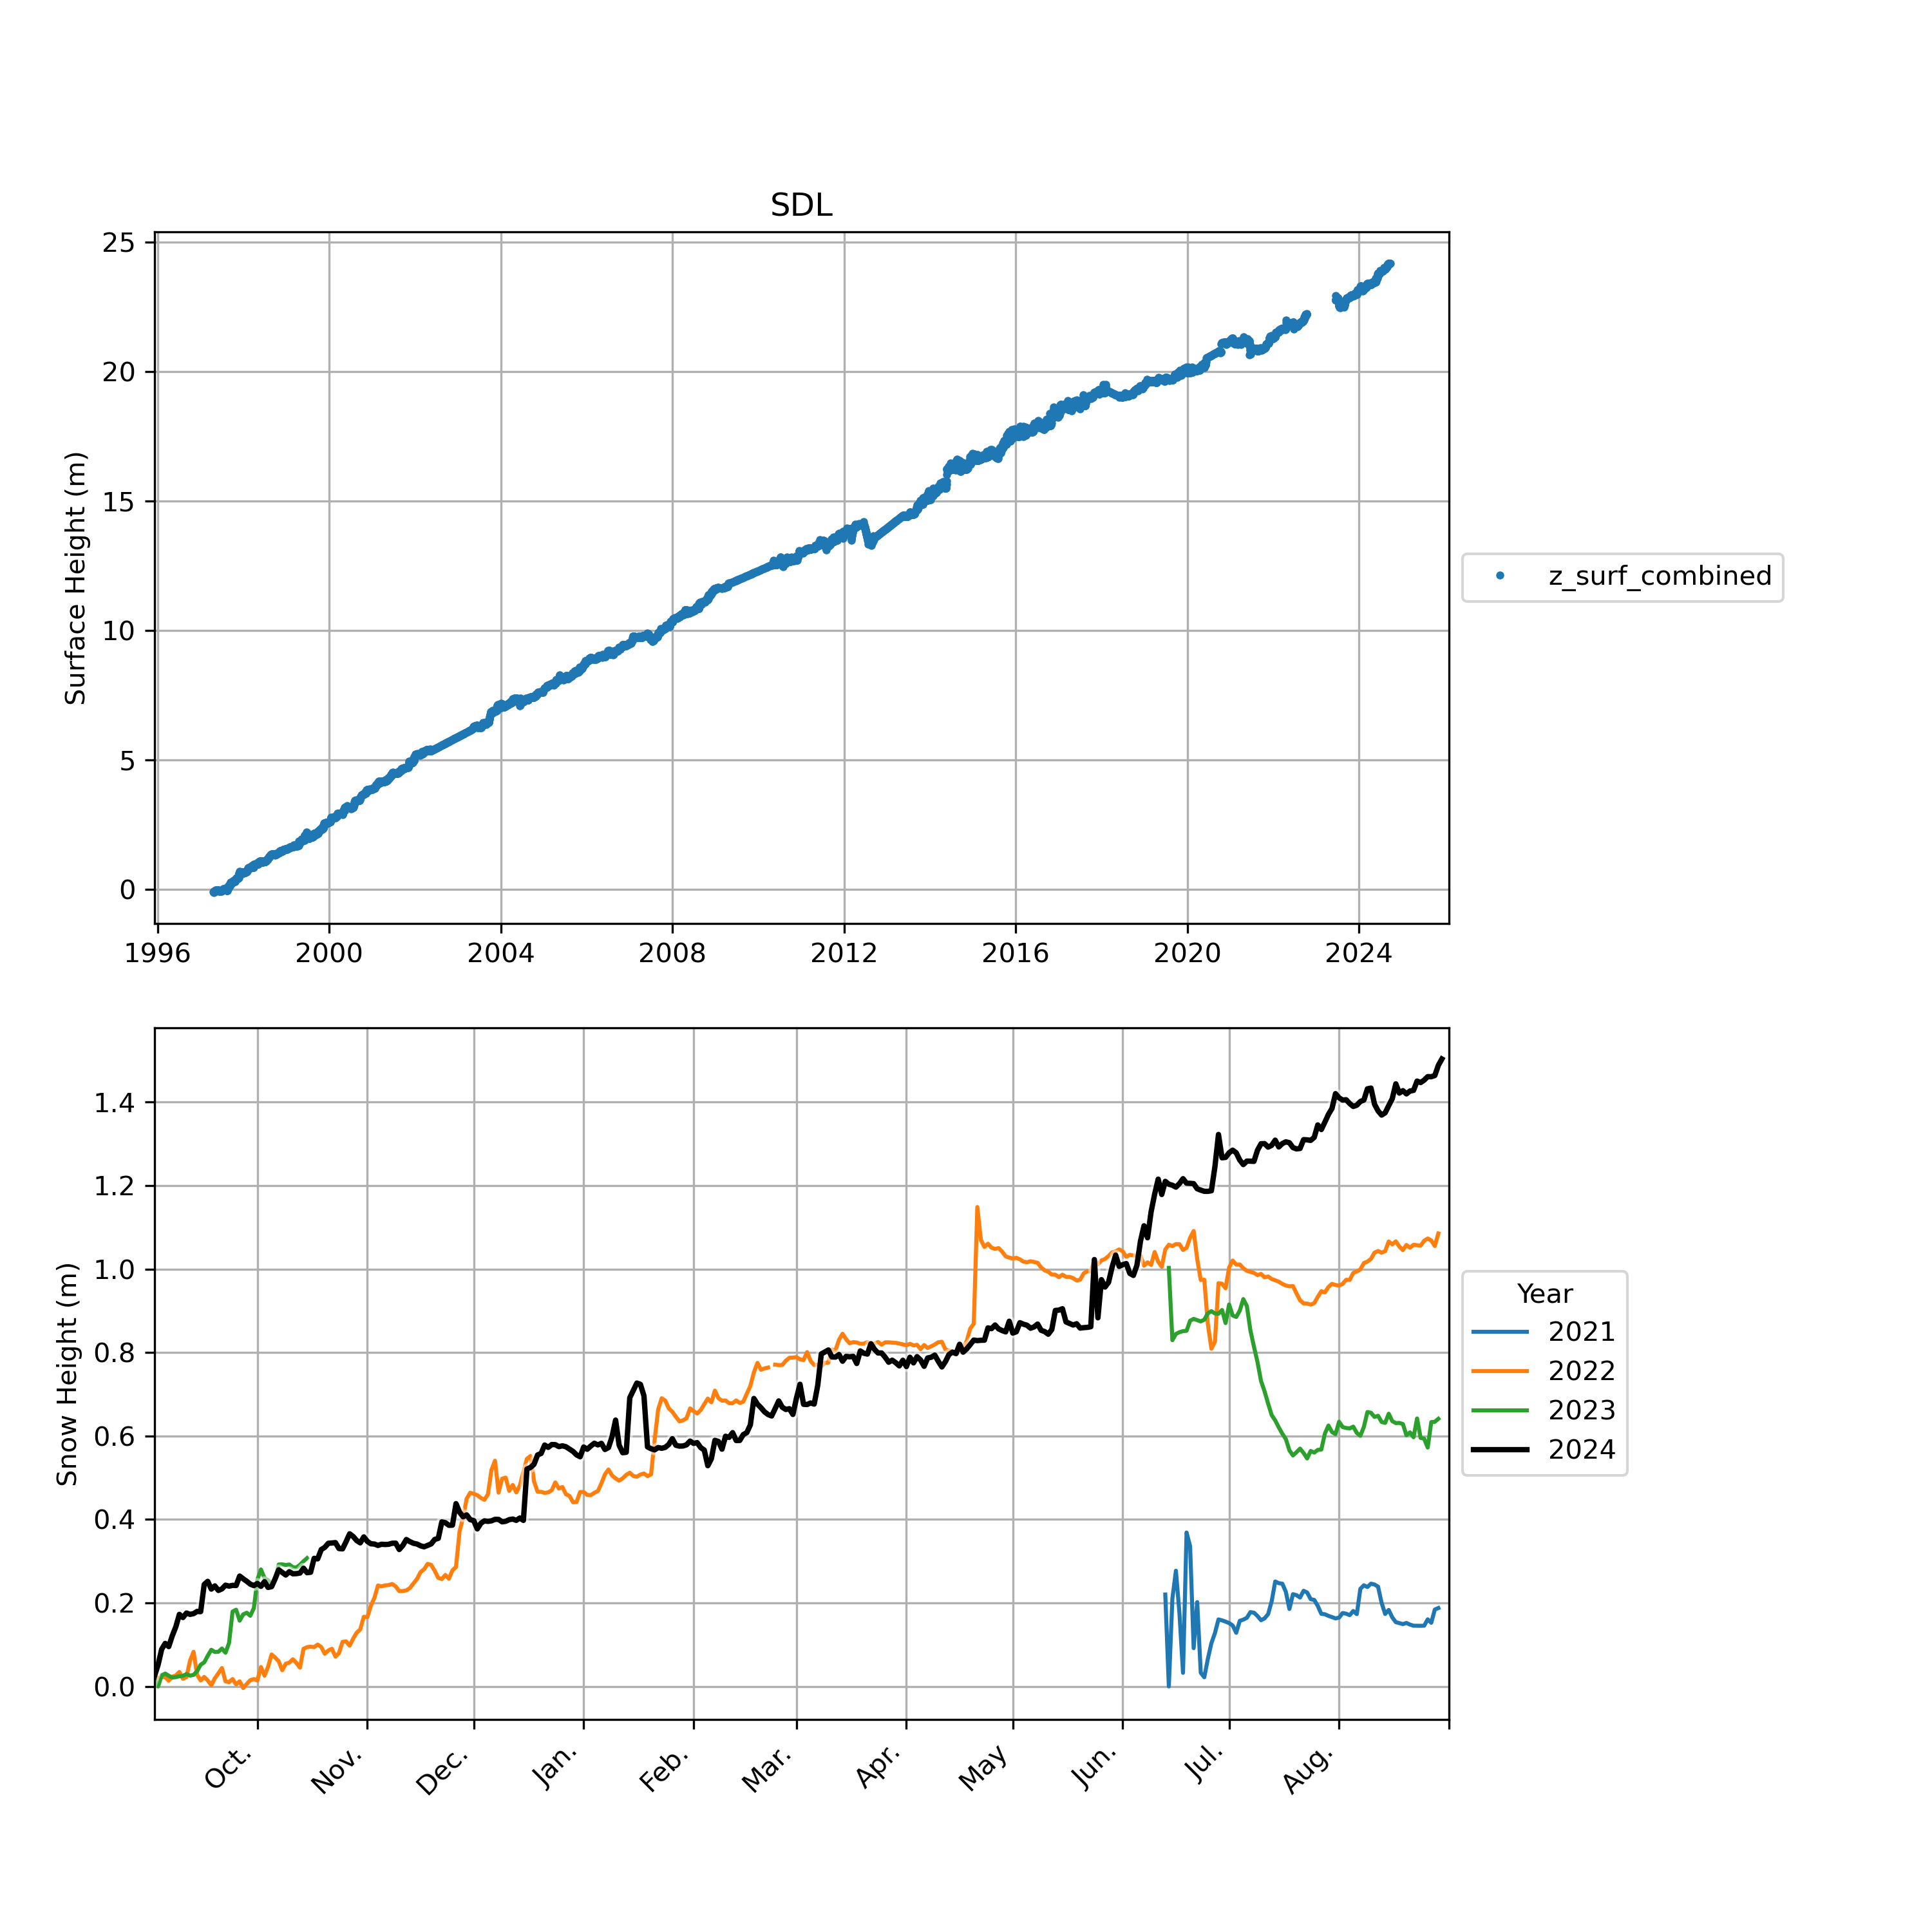 SDL
Surface Height (m)
25
20
15
10
5
0
1996 2000 2004 2008 2012 2016 2020 2024
z_surf_combined
Snow Height (m)
1.4
1.2
1.0
0.8
0.6
0.4
0.2
0.0
Oct. Nov. Dec. Jan. Feb. Mar. Apr. May Jun. Jul. Aug.
Year
2021
2022
2023
2024